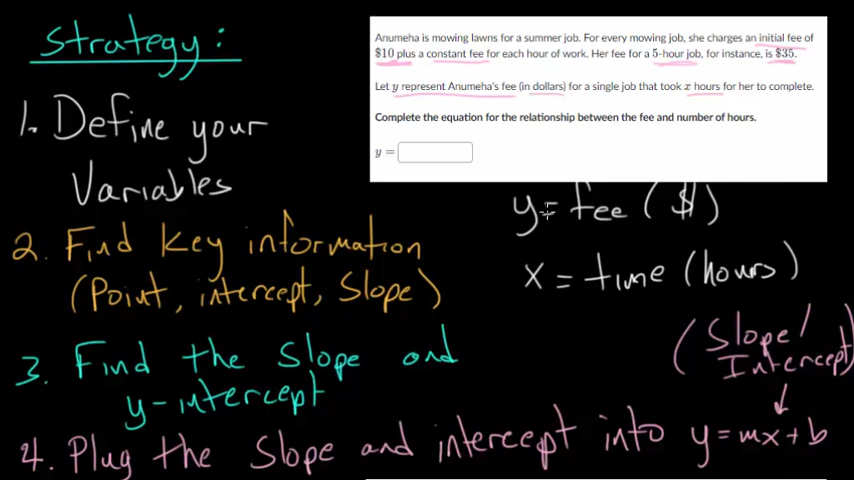 Strategy:
Anumeha is mowing lawns for a summer job. For every mowing job, she charges an initial fee of
$10 plus a constant fee for each hour of work. Her fee for a 5-hour job, for instance, is $35.
Let y represent Anumeha's fee (in dollars) for a single job that took x hours for her to complete.
Complete the equation for the relationship between the fee and number of hours.
y =
1. Define your
Variables
y = fee ($)
2. Find key information
(Point, intercept, Slope)
x = time (hours)
3. Find the Slope and
y-intercept
(Slope/
Intercept)
4. Plug the Slope and intercept into y=mx+b